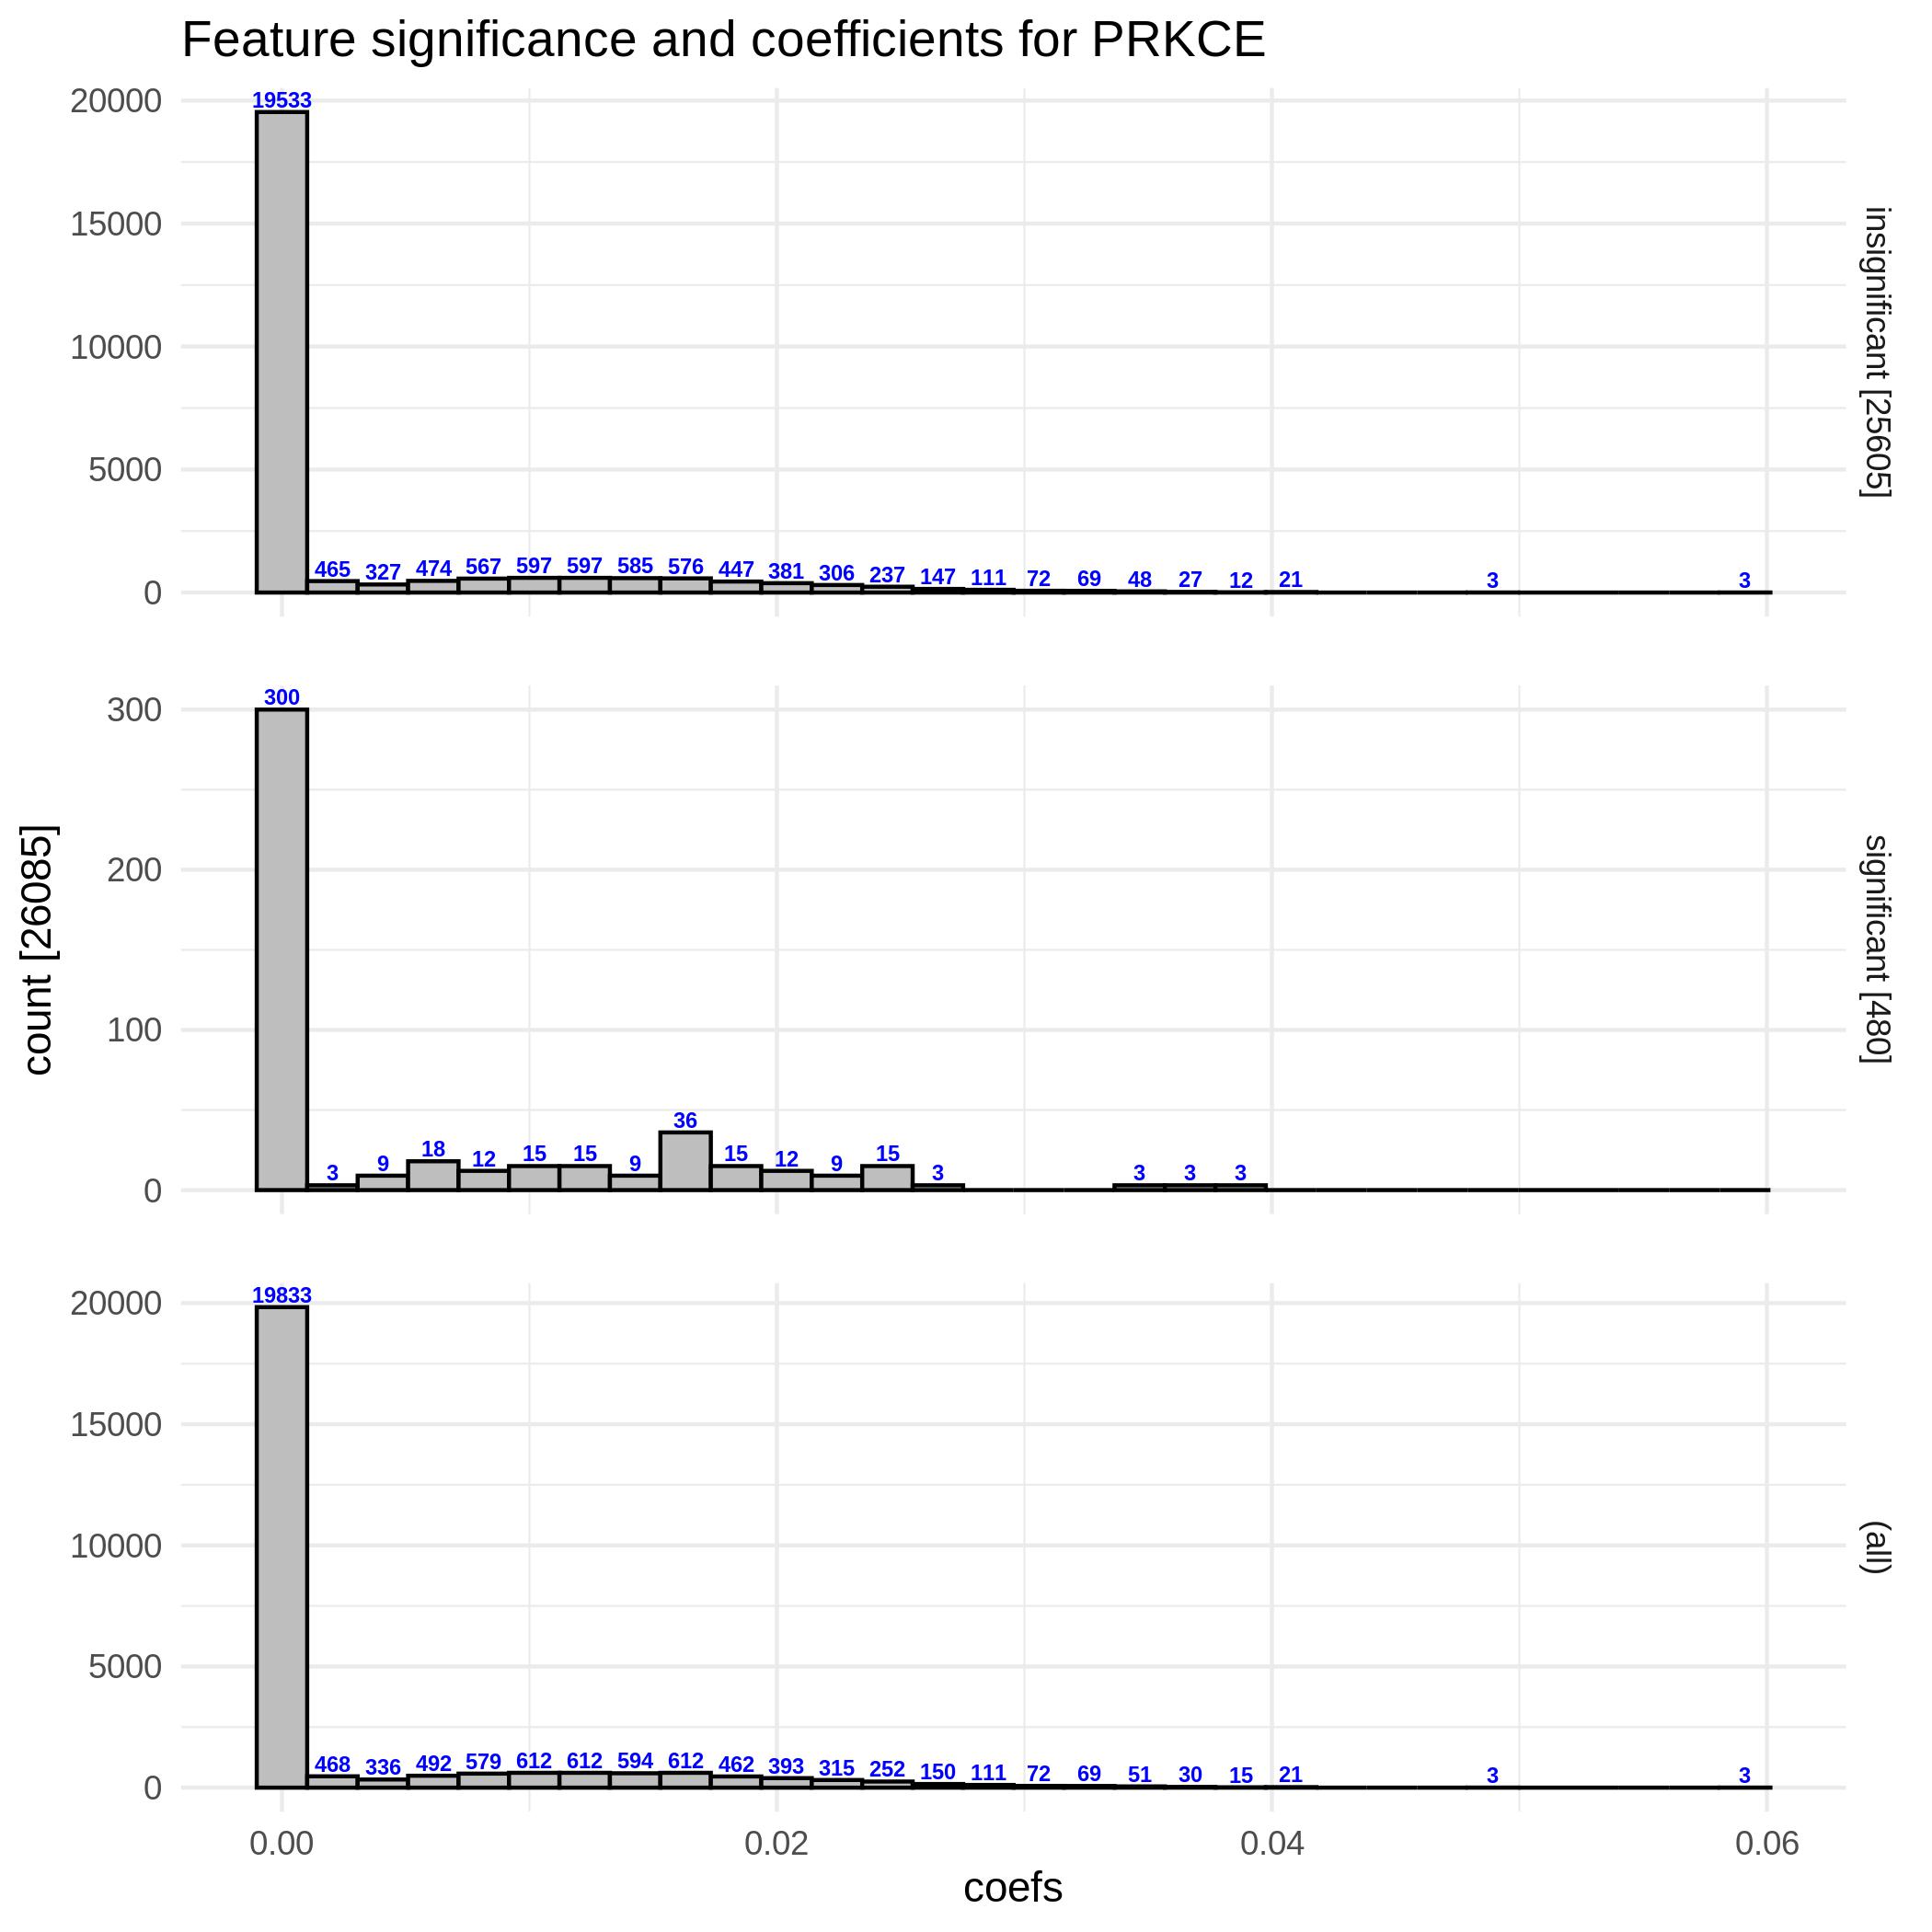 Feature significance and coefficients for PRKCE
count [26085]
20000
15000
10000
5000
0
19533
465 327 474 567 597 597 585 576 447 381 306 237 147 111 72 69 48 27 12 21 3 3
insignificant [25605]
300
200
100
0
300
3 9 18 12 15 15 9 36 15 12 9 15 3 3 3 3
significant [480]
20000
15000
10000
5000
0
19833
468 336 492 579 612 612 594 612 462 393 315 252 150 111 72 69 51 30 15 21 3 3
(all)
0.00 0.02 0.04 0.06
coefs